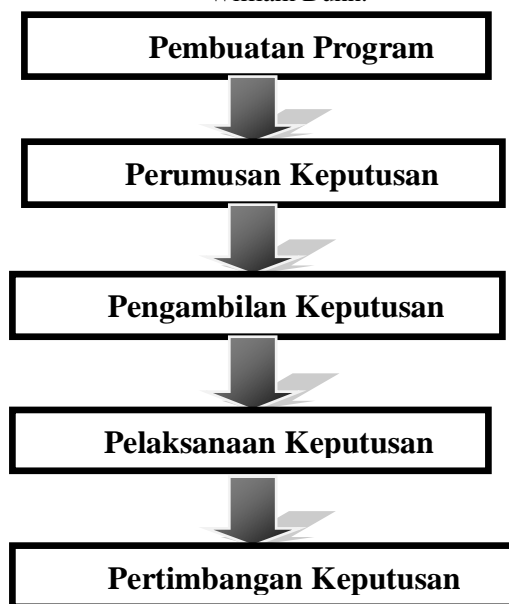 Pembuatan Program
Perumusan Keputusan
Pengambilan Keputusan
Pelaksanaan Keputusan
Pertimbangan Keputusan